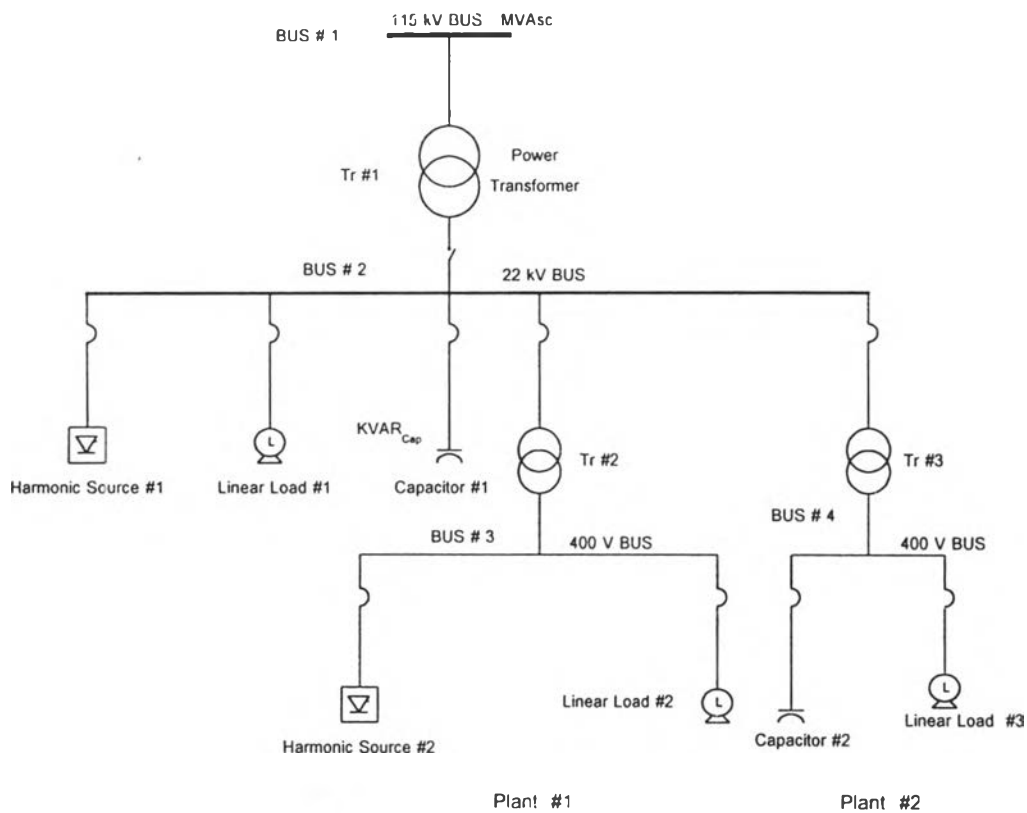 115 kV BUS MVAsc
BUS # 1
Power
Tr #1
Transformer
BUS # 2
22 kV BUS
KVAR Cap
L
Harmonic Source #1
Linear Load #1
Capacitor #1
Tr #2
Tr #3
BUS # 3
400 V BUS
BUS # 4
400 V BUS
Linear Load #2
L
L
Linear Load #3
Harmonic Source #2
Capacitor #2
Plant #1
Plant #2